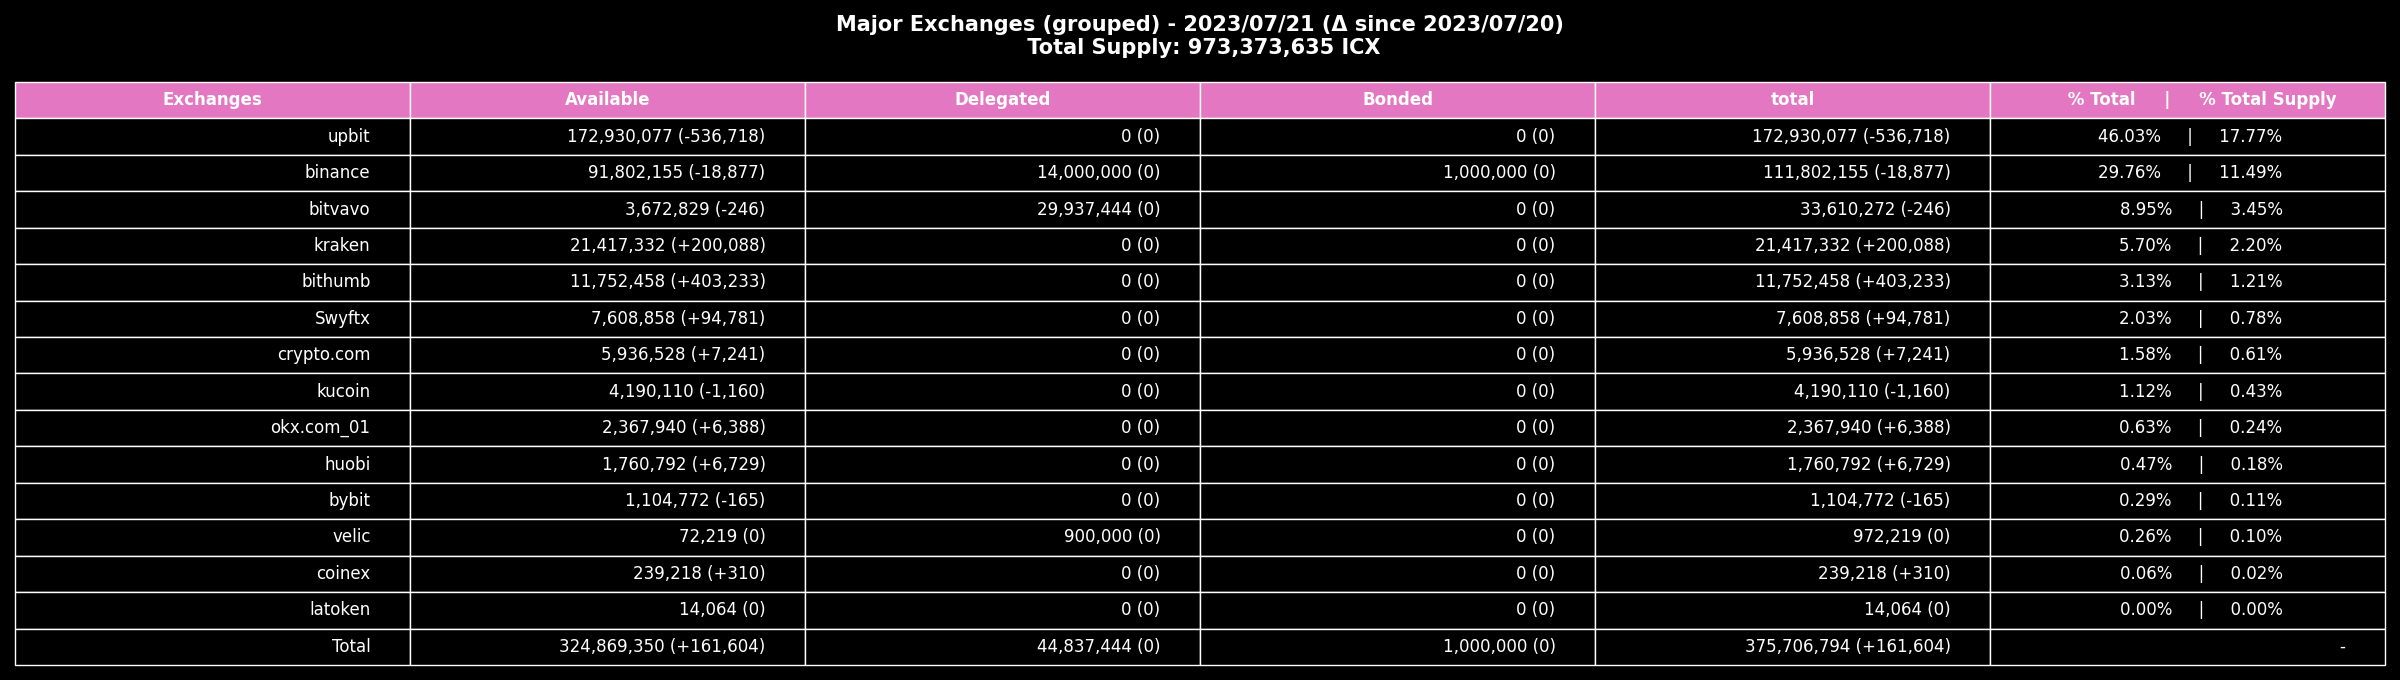 Major Exchanges (grouped) - 2023/07/21 (Δ since 2023/07/20)
Total Supply: 973,373,635 ICX
Exchanges Available Delegated Bonded total % Total | % Total Supply
upbit 172,930,077 (-536,718) 0 (0) 0 (0) 172,930,077 (-536,718) 46.03% | 17.77%
binance 91,802,155 (-18,877) 14,000,000 (0) 1,000,000 (0) 111,802,155 (-18,877) 29.76% | 11.49%
bitvavo 3,672,829 (-246) 29,937,444 (0) 0 (0) 33,610,272 (-246) 8.95% | 3.45%
kraken 21,417,332 (+200,088) 0 (0) 0 (0) 21,417,332 (+200,088) 5.70% | 2.20%
bithumb 11,752,458 (+403,233) 0 (0) 0 (0) 11,752,458 (+403,233) 3.13% | 1.21%
Swyftx 7,608,858 (+94,781) 0 (0) 0 (0) 7,608,858 (+94,781) 2.03% | 0.78%
crypto.com 5,936,528 (+7,241) 0 (0) 0 (0) 5,936,528 (+7,241) 1.58% | 0.61%
kucoin 4,190,110 (-1,160) 0 (0) 0 (0) 4,190,110 (-1,160) 1.12% | 0.43%
okx.com_01 2,367,940 (+6,388) 0 (0) 0 (0) 2,367,940 (+6,388) 0.63% | 0.24%
huobi 1,760,792 (+6,729) 0 (0) 0 (0) 1,760,792 (+6,729) 0.47% | 0.18%
bybit 1,104,772 (-165) 0 (0) 0 (0) 1,104,772 (-165) 0.29% | 0.11%
velic 72,219 (0) 900,000 (0) 0 (0) 972,219 (0) 0.26% | 0.10%
coinex 239,218 (+310) 0 (0) 0 (0) 239,218 (+310) 0.06% | 0.02%
latoken 14,064 (0) 0 (0) 0 (0) 14,064 (0) 0.00% | 0.00%
Total 324,869,350 (+161,604) 44,837,444 (0) 1,000,000 (0) 375,706,794 (+161,604) -